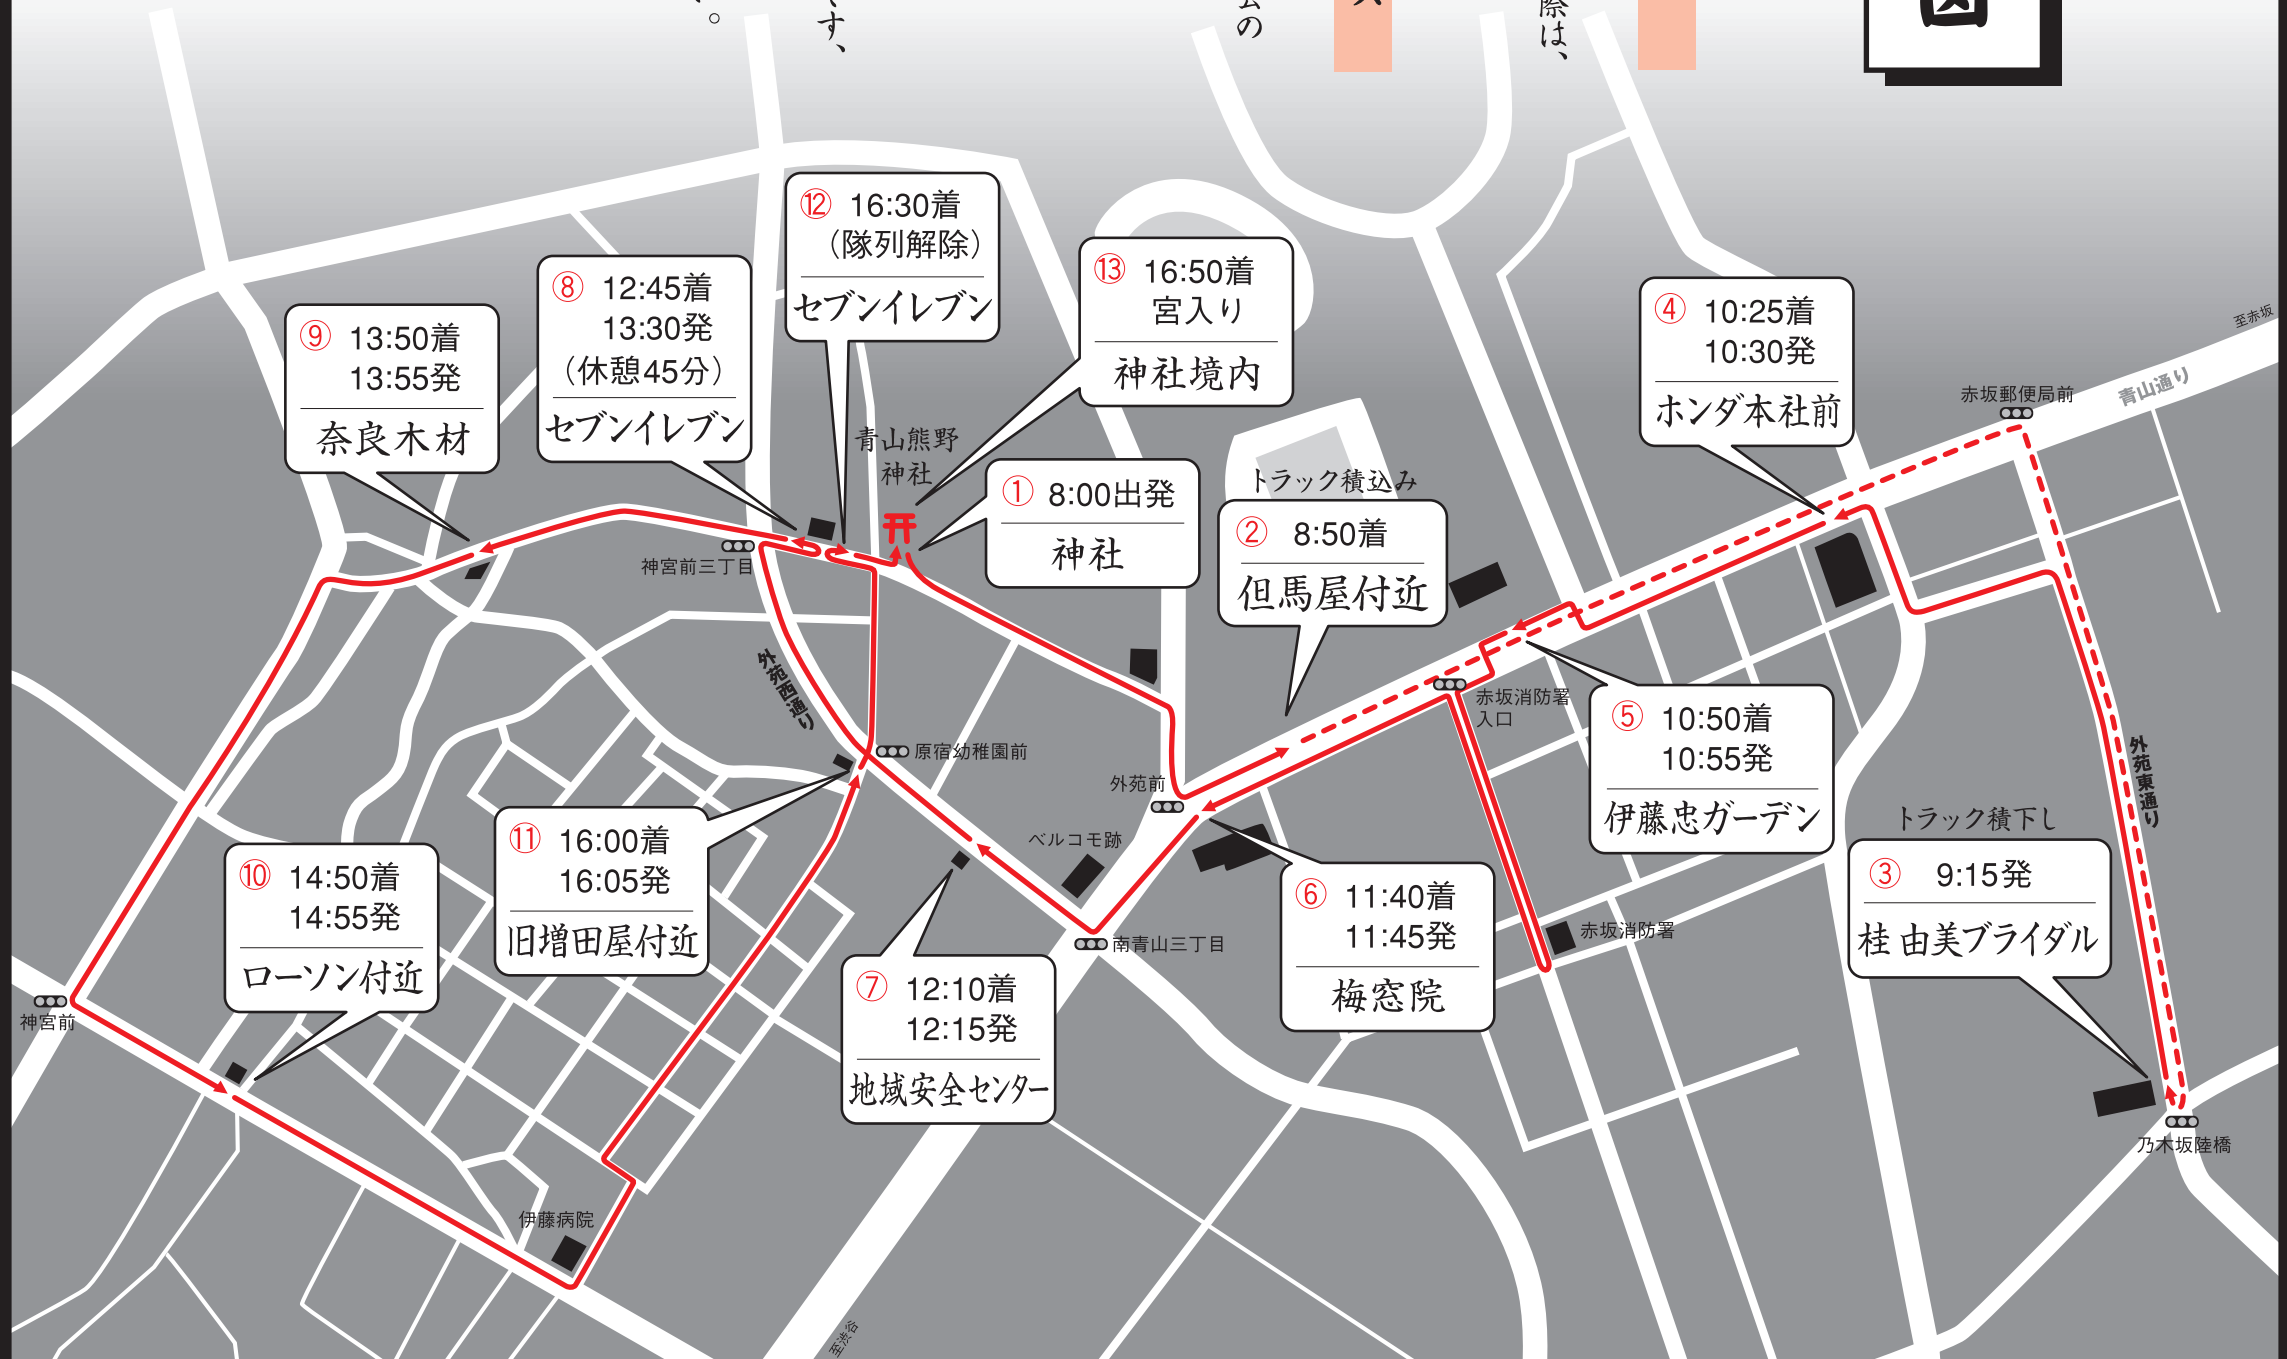 図
際は、
ス
ムの
す、
。
⑫ 16:30着
（隊列解除）
セブンイレブン
⑬ 16:50着
宮入り
神社境内
⑧ 12:45着
13:30発
（休憩45分）
セブンイレブン
④ 10:25着
10:30発
ホンダ本社前
⑨ 13:50着
13:55発
奈良木材
至赤坂
青山通り
赤坂郵便局前
青山熊野
神社
① 8:00出発
神社
トラック積込み
② 8:50着
但馬屋付近
神宮前三丁目
外苑西通り
原宿幼稚園前
外苑前
赤坂消防署
入口
⑤ 10:50着
10:55発
伊藤忠ガーデン
外苑東通り
トラック積下し
③ 9:15発
桂 由美ブライダル
⑪ 16:00着
16:05発
旧増田屋付近
ベルコモ跡
⑩ 14:50着
14:55発
ローソン付近
⑥ 11:40着
11:45発
梅窓院
赤坂消防署
南青山三丁目
⑦ 12:10着
12:15発
地域安全センター
神宮前
乃木坂陸橋
伊藤病院
至渋谷